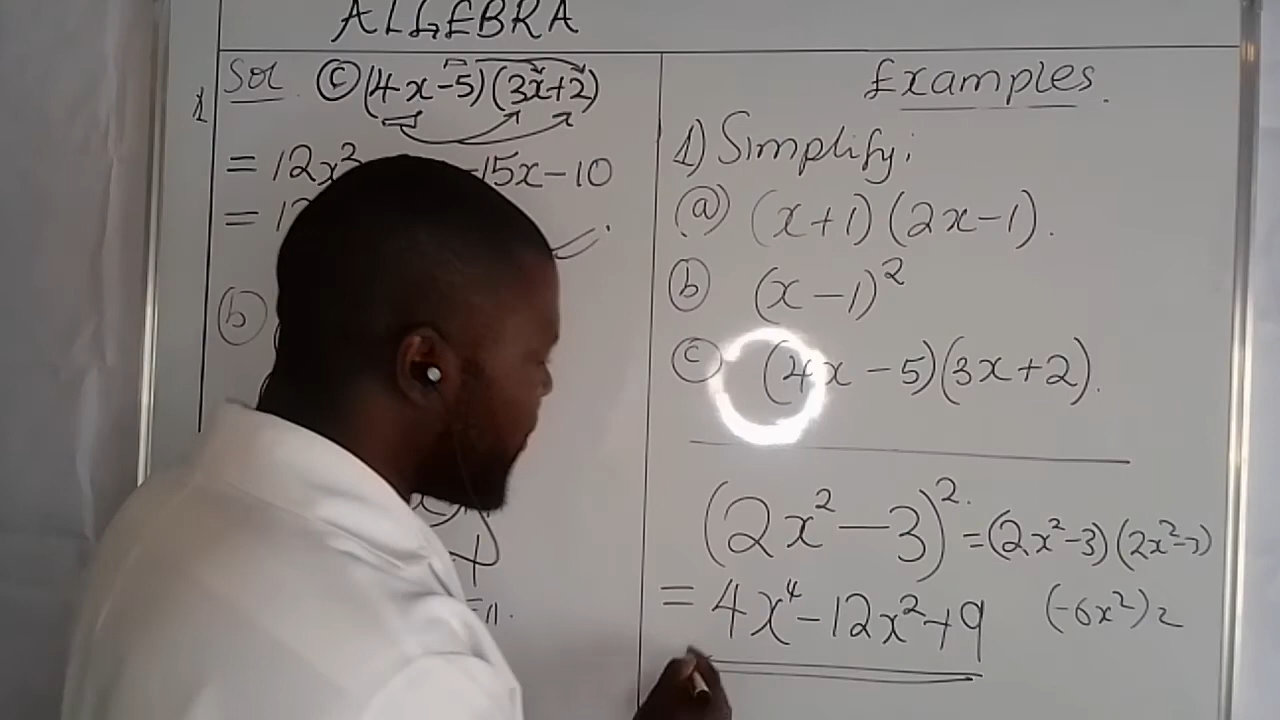 ALGEBRA
Sol. (c) (4x-5)(3x+2)
= 12x² -15x-10
= 12
(b)
Examples.
1) Simplify;
(a) (x+1)(2x-1).
(b) (x-1)²
(c) (4x-5)(3x+2).
(2x²-3)². =(2x²-3)(2x²-3)
= 4x⁴-12x²+9 (-6x²)2